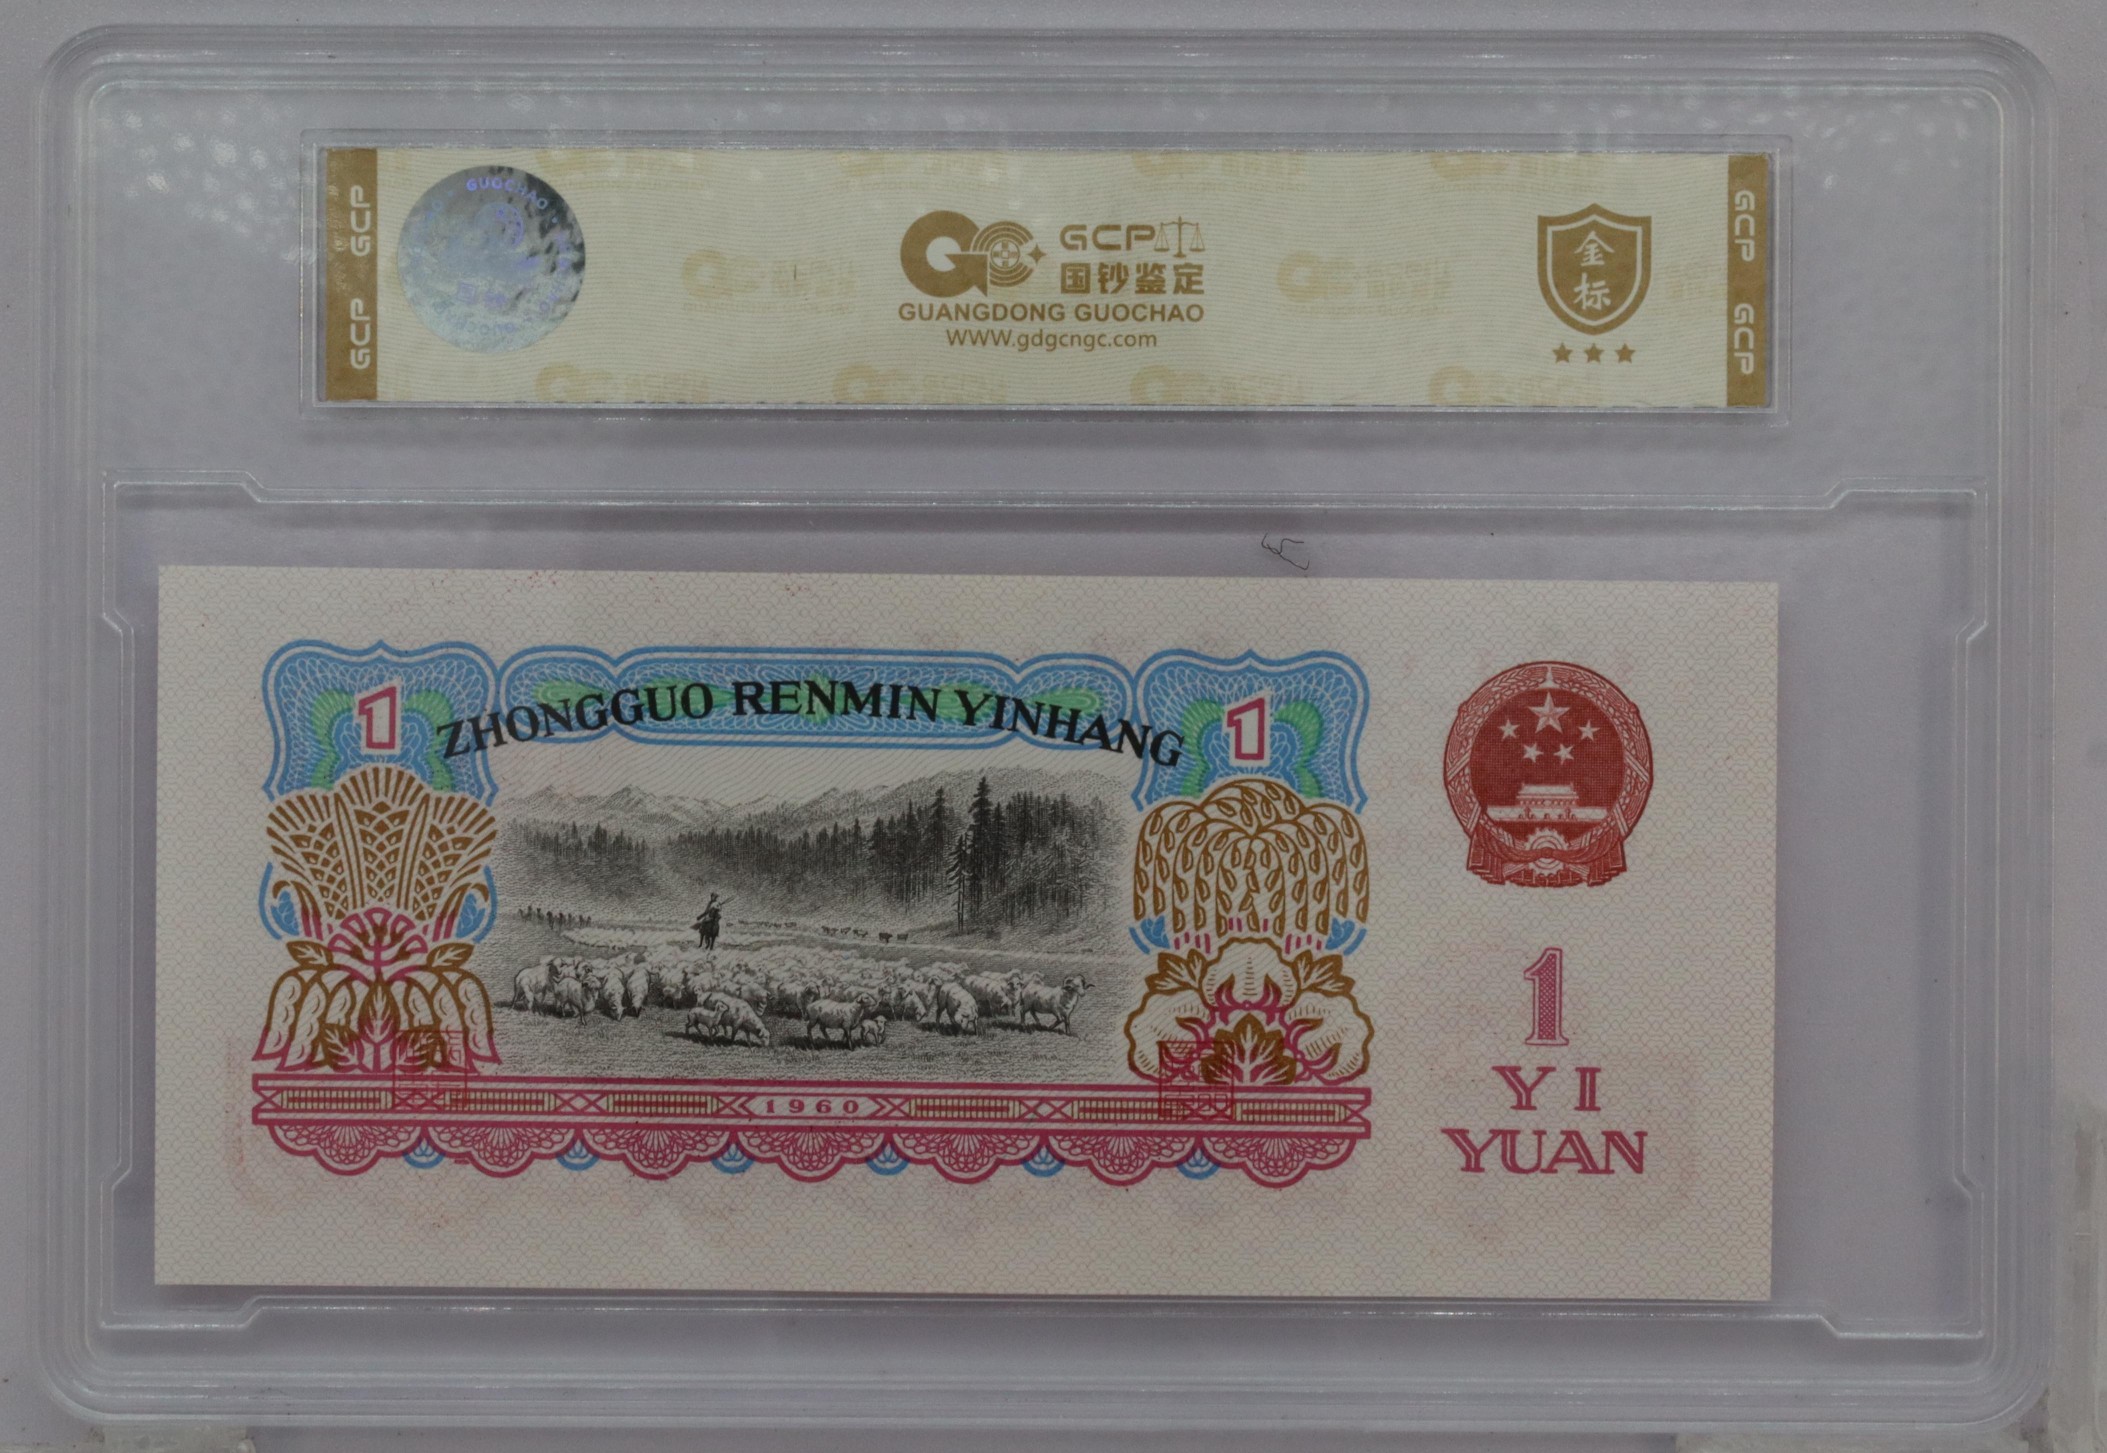 GCP GCP
GUOCHAO
GCP
国钞鉴定
GUANGDONG GUOCHAO
WWW.gdgcngc.com
金标
GCP GCP
1
ZHONGGUO RENMIN YINHANG
1
1960
1
YI
YUAN